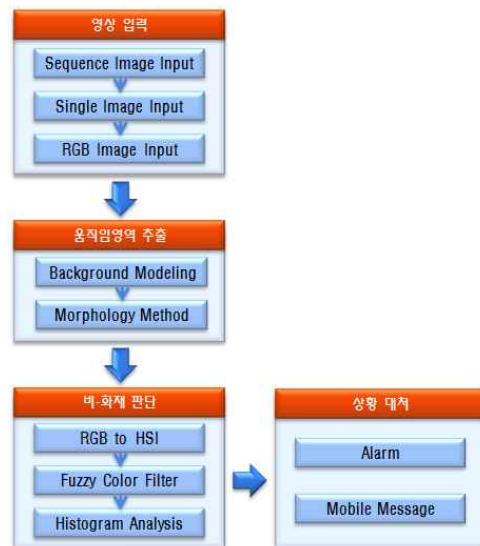 영상 입력
Sequence Image Input
Single Image Input
RGB Image Input
움직임영역 추출
Background Modeling
Morphology Method
비-화재 판단
RGB to HSI
Fuzzy Color Filter
Histogram Analysis
상황 대처
Alarm
Mobile Message